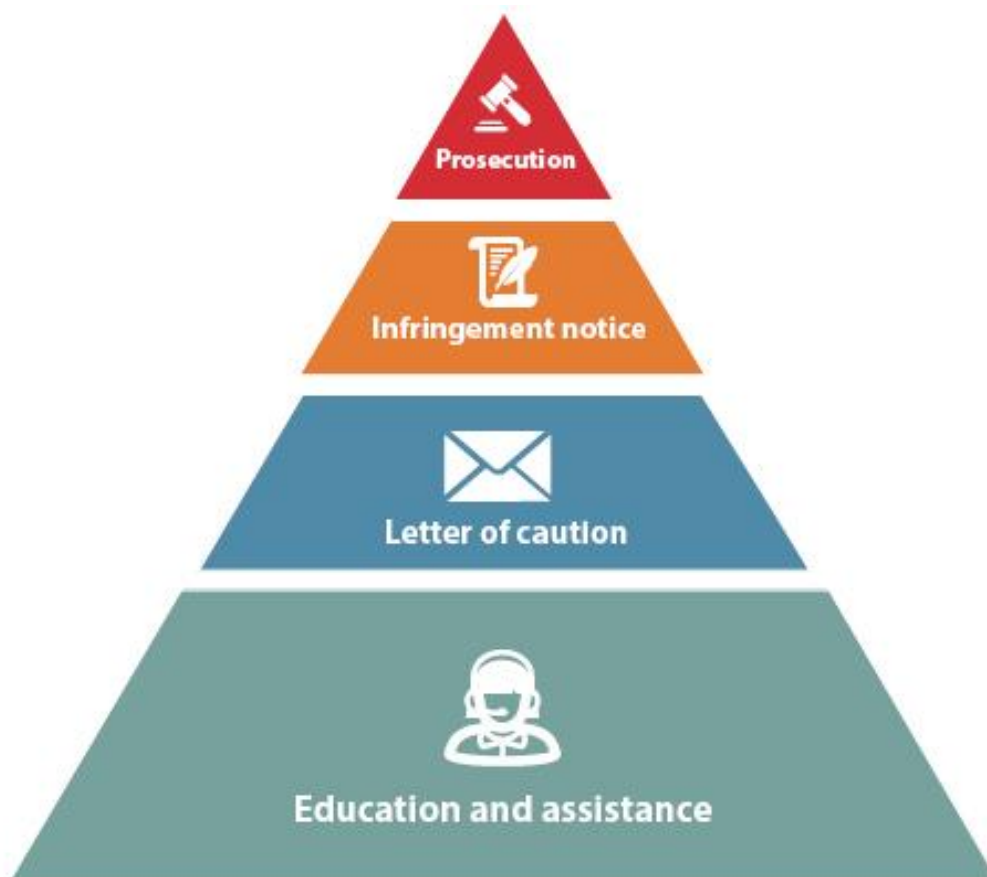 Prosecution
Infringement notice
Letter of caution
Education and assistance